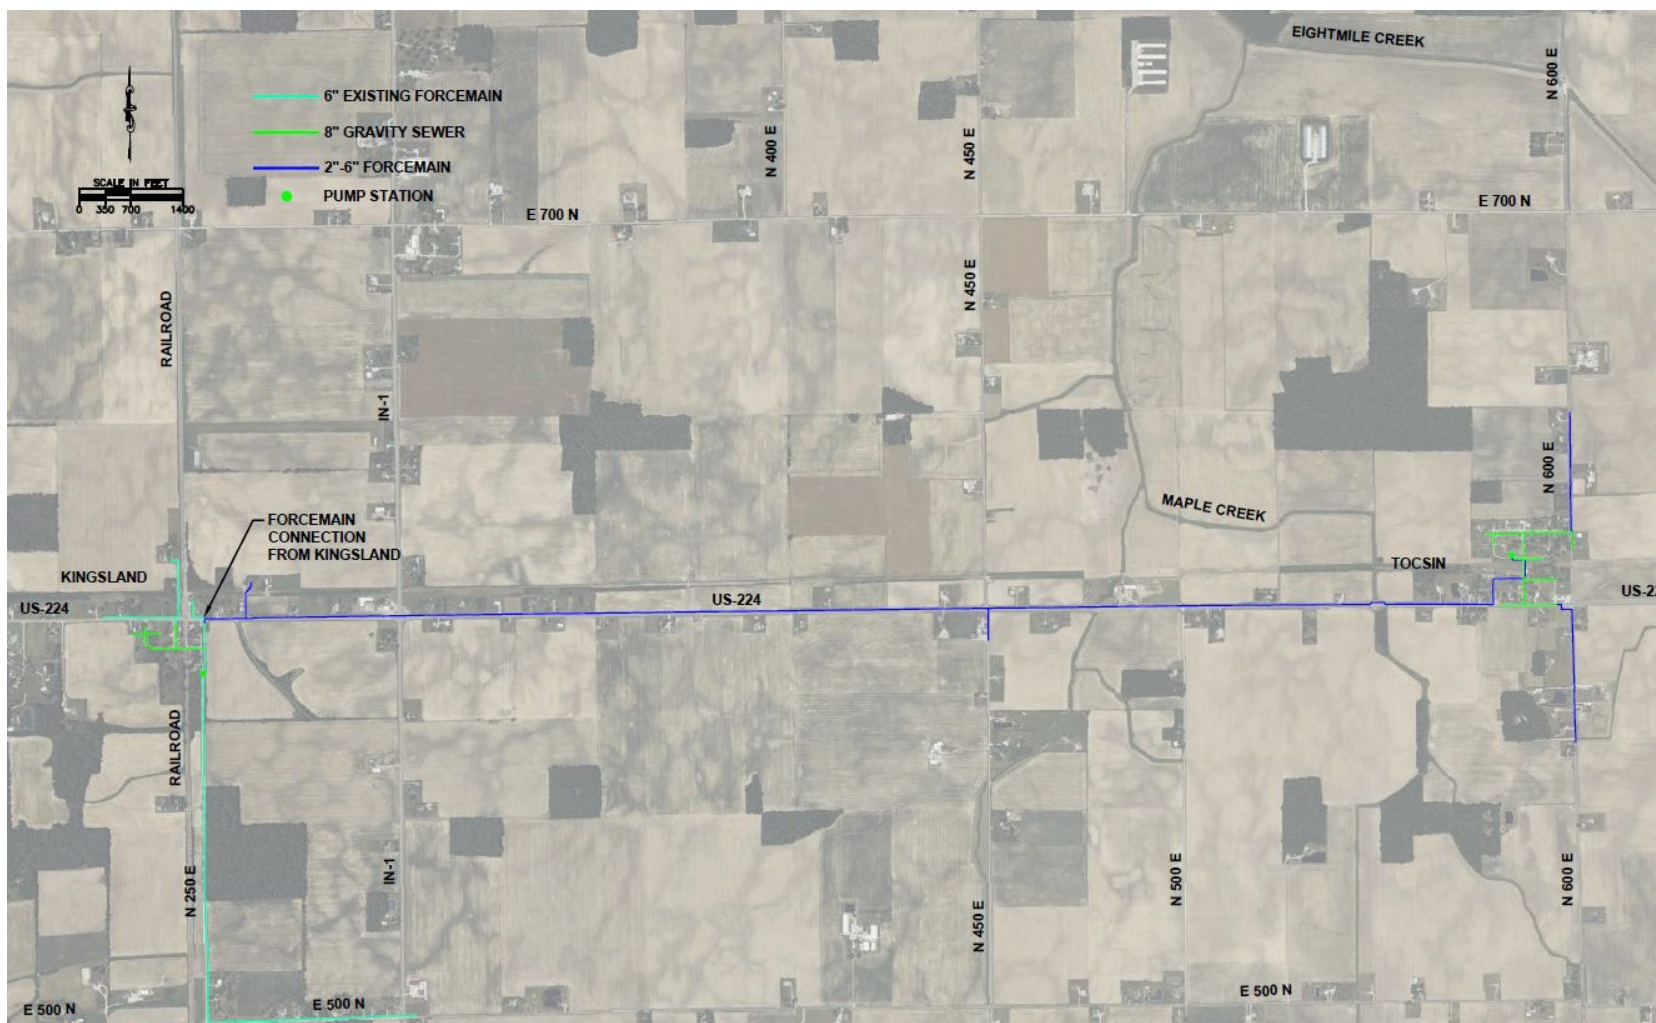 EIGHTMILE CREEK
N 600 E
6" EXISTING FORCEMAIN
8" GRAVITY SEWER
2"-6" FORCEMAIN
PUMP STATION
SCALE IN FEET
0 350 700 1400
N 400 E
N 450 E
E 700 N
E 700 N
RAILROAD
N 450 E
IN-1
N 600 E
MAPLE CREEK
FORCEMAIN
CONNECTION
FROM KINGSLAND
KINGSLAND
TOCSIN
US-224
US-224
RAILROAD
N 250 E
IN-1
N 450 E
N 500 E
N 600 E
E 500 N
E 500 N
E 500 N